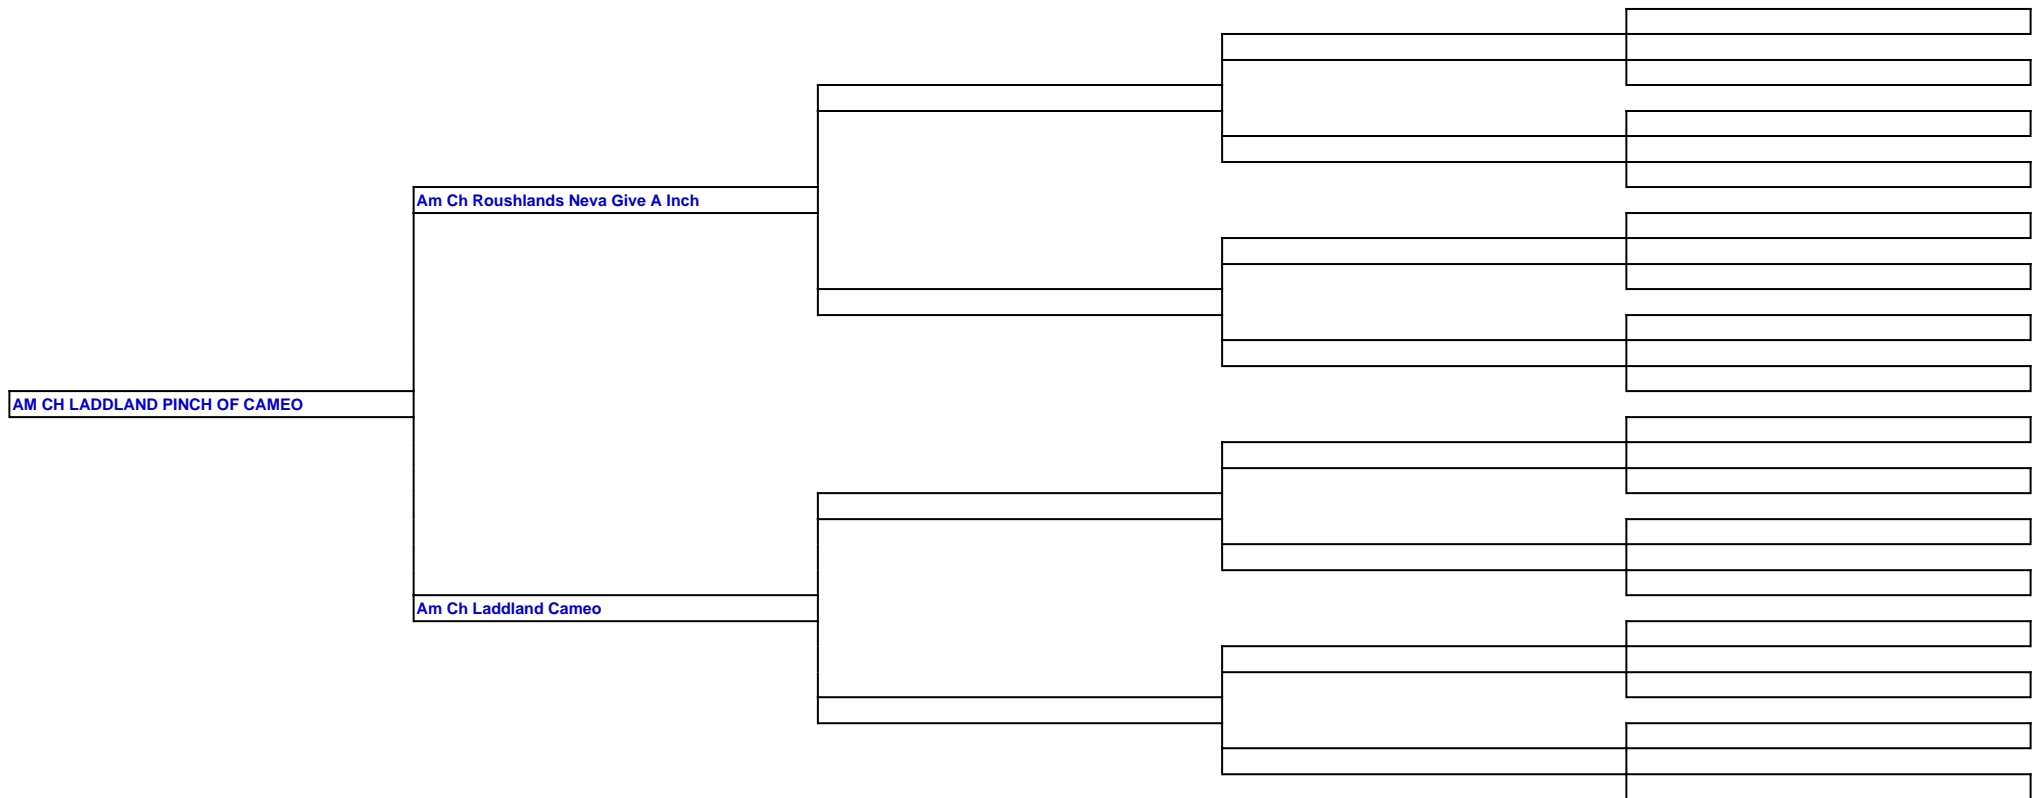 Am Ch Roushlands Neva Give A Inch
AM CH LADDLAND PINCH OF CAMEO
Am Ch Laddland Cameo